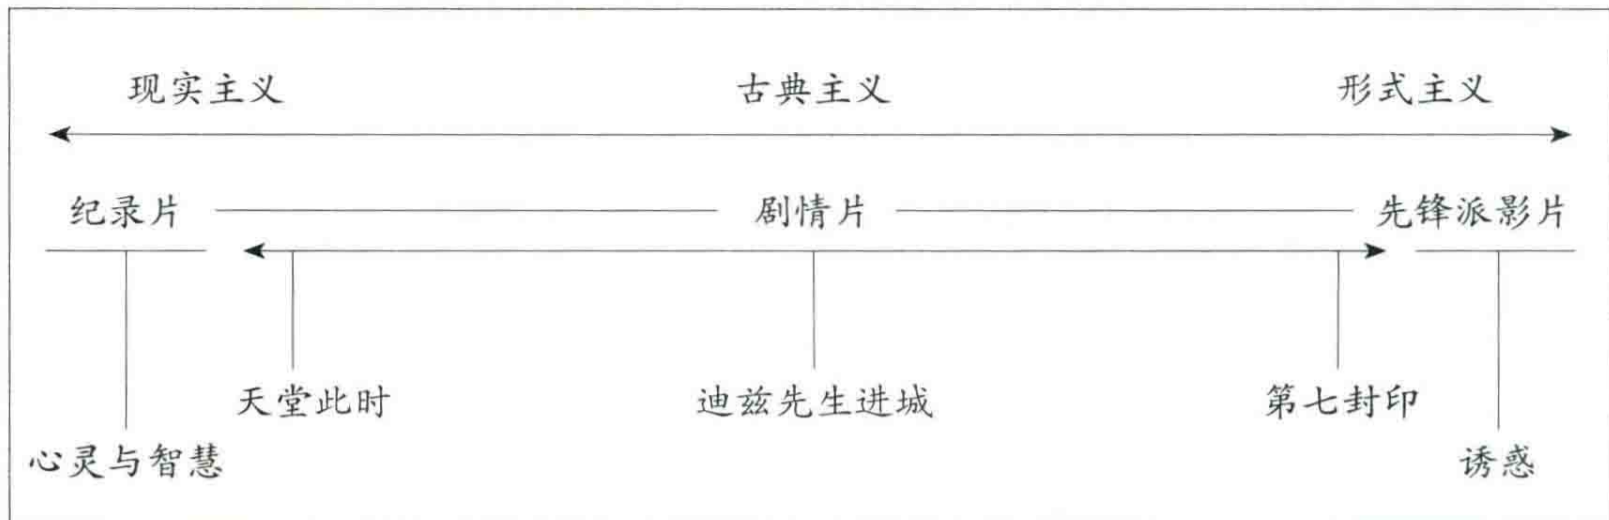 现实主义 古典主义 形式主义
纪录片 剧情片 先锋派影片
天堂此时 迪兹先生进城 第七封印
心灵与智慧 诱惑